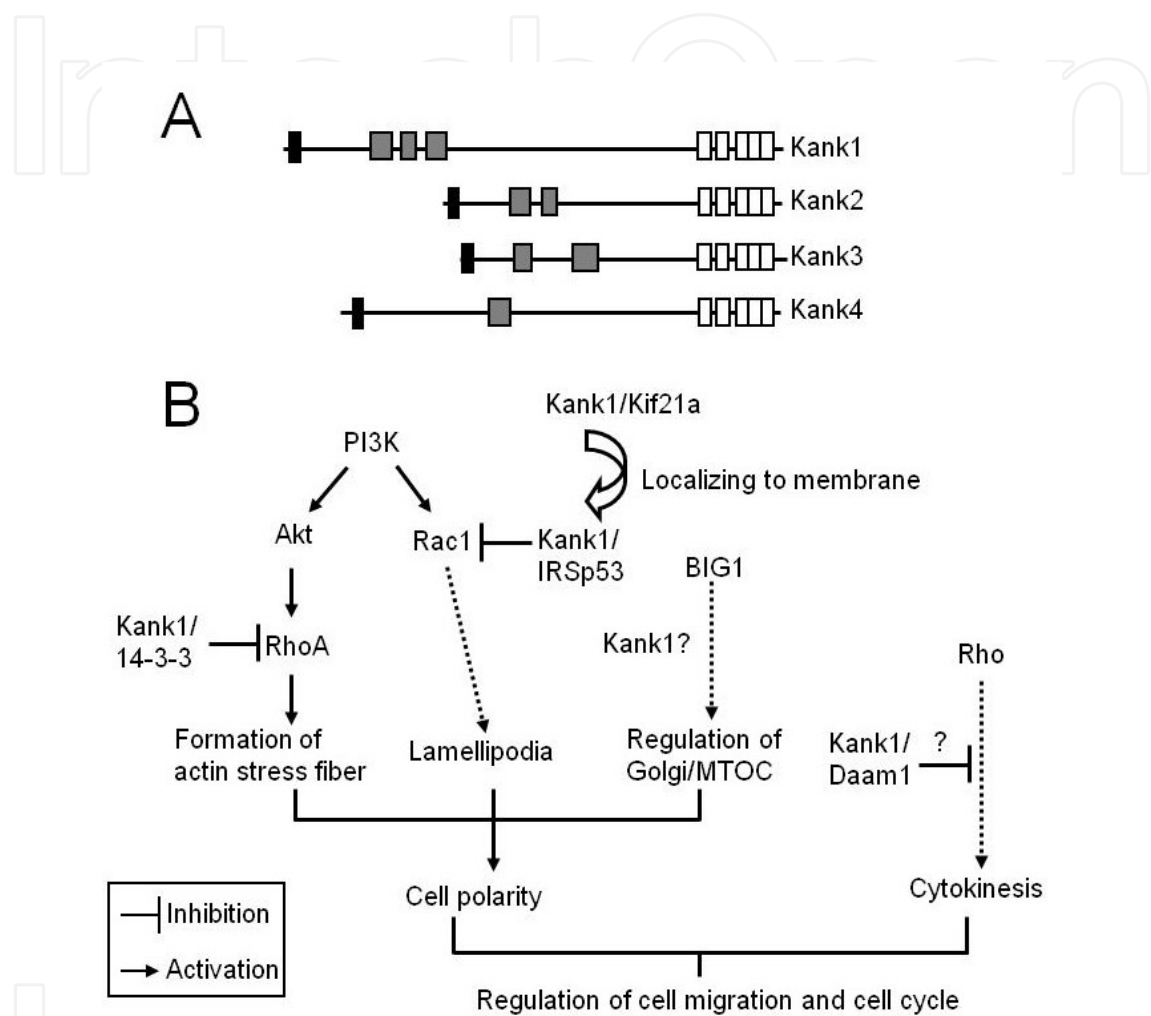 IntechOpen
A
Kank1
Kank2
Kank3
Kank4
B
Kank1/Kif21a
PI3K
Localizing to membrane
Akt
Rac1
Kank1/
IRSp53
BIG1
Kank1/
14-3-3
RhoA
Kank1?
Rho
Formation of
actin stress fiber
Lamellipodia
Regulation of
Golgi/MTOC
Kank1/
Daam1
?
Cell polarity
Cytokinesis
Inhibition
Activation
Regulation of cell migration and cell cycle